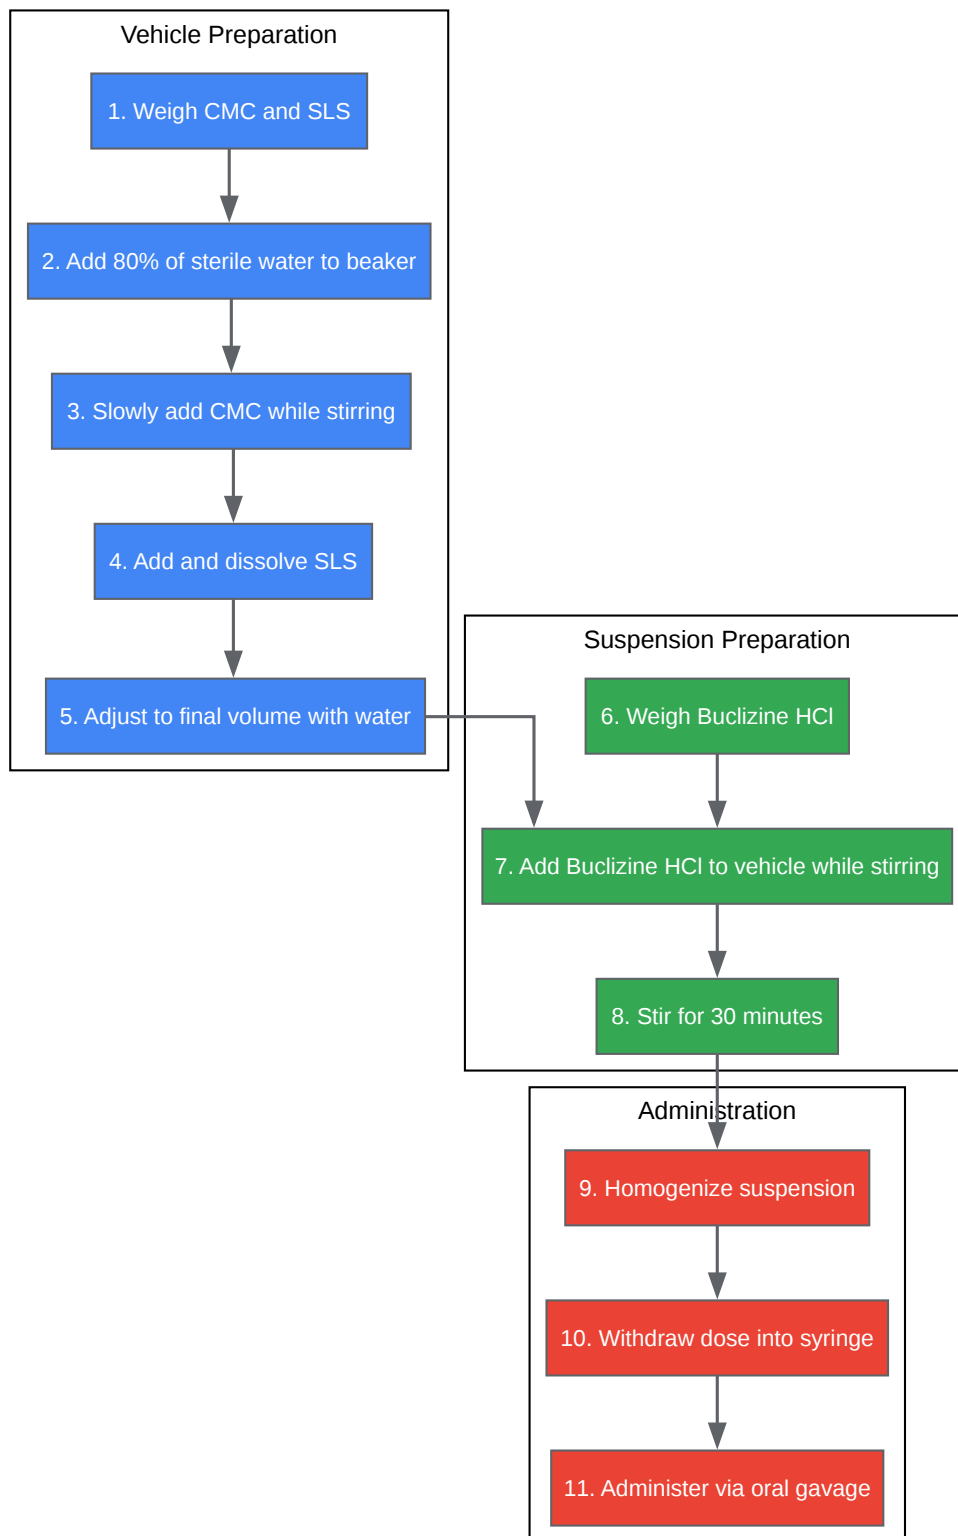 Vehicle Preparation
1. Weigh CMC and SLS
2. Add 80% of sterile water to beaker
3. Slowly add CMC while stirring
4. Add and dissolve SLS
5. Adjust to final volume with water
Suspension Preparation
6. Weigh Buclizine HCl
7. Add Buclizine HCl to vehicle while stirring
8. Stir for 30 minutes
Administration
9. Homogenize suspension
10. Withdraw dose into syringe
11. Administer via oral gavage